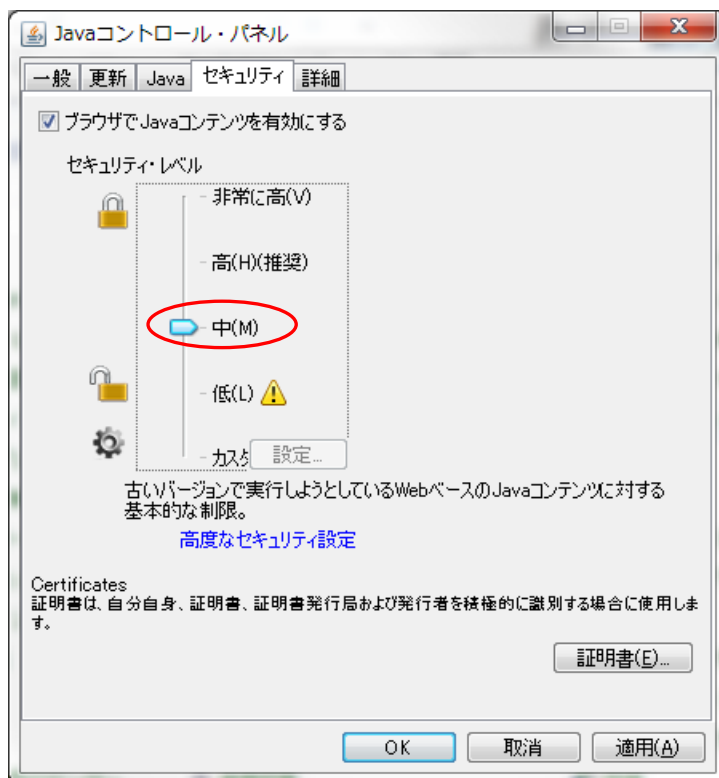 Javaコントロール・パネル
一般 更新 Java セキュリティ 詳細
ブラウザでJavaコンテンツを有効にする
セキュリティ・レベル
非常に高(V)
高(H)(推奨)
中(M)
低(L)
カスタ 設定...
古いバージョンで実行しようとしているWebベースのJavaコンテンツに対する
基本的な制限。
高度なセキュリティ設定
Certificates
証明書は、自分自身、証明書、証明書発行局および発行者を積極的に識別する場合に使用しま
す。
証明書(E)...
OK 取消 適用(A)